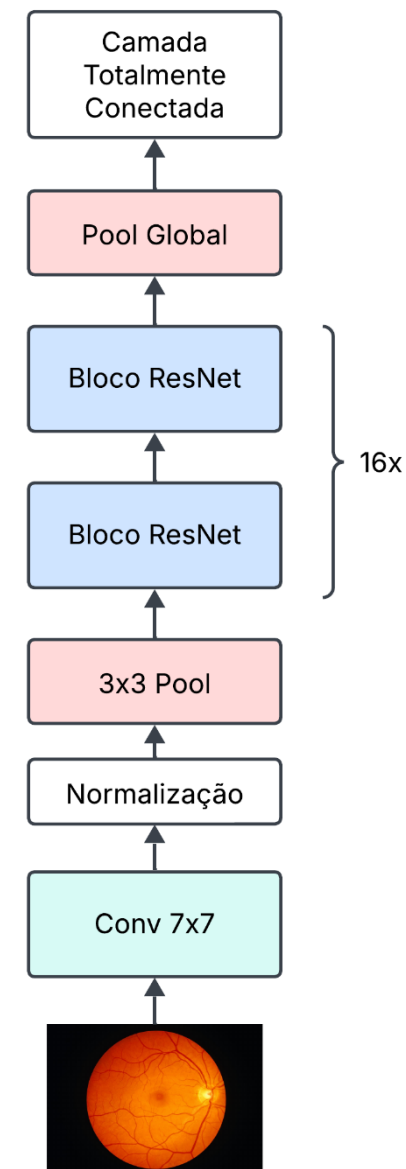 Camada
Totalmente
Conectada
Pool Global
Bloco ResNet
16x
Bloco ResNet
3x3 Pool
Normalização
Conv 7x7